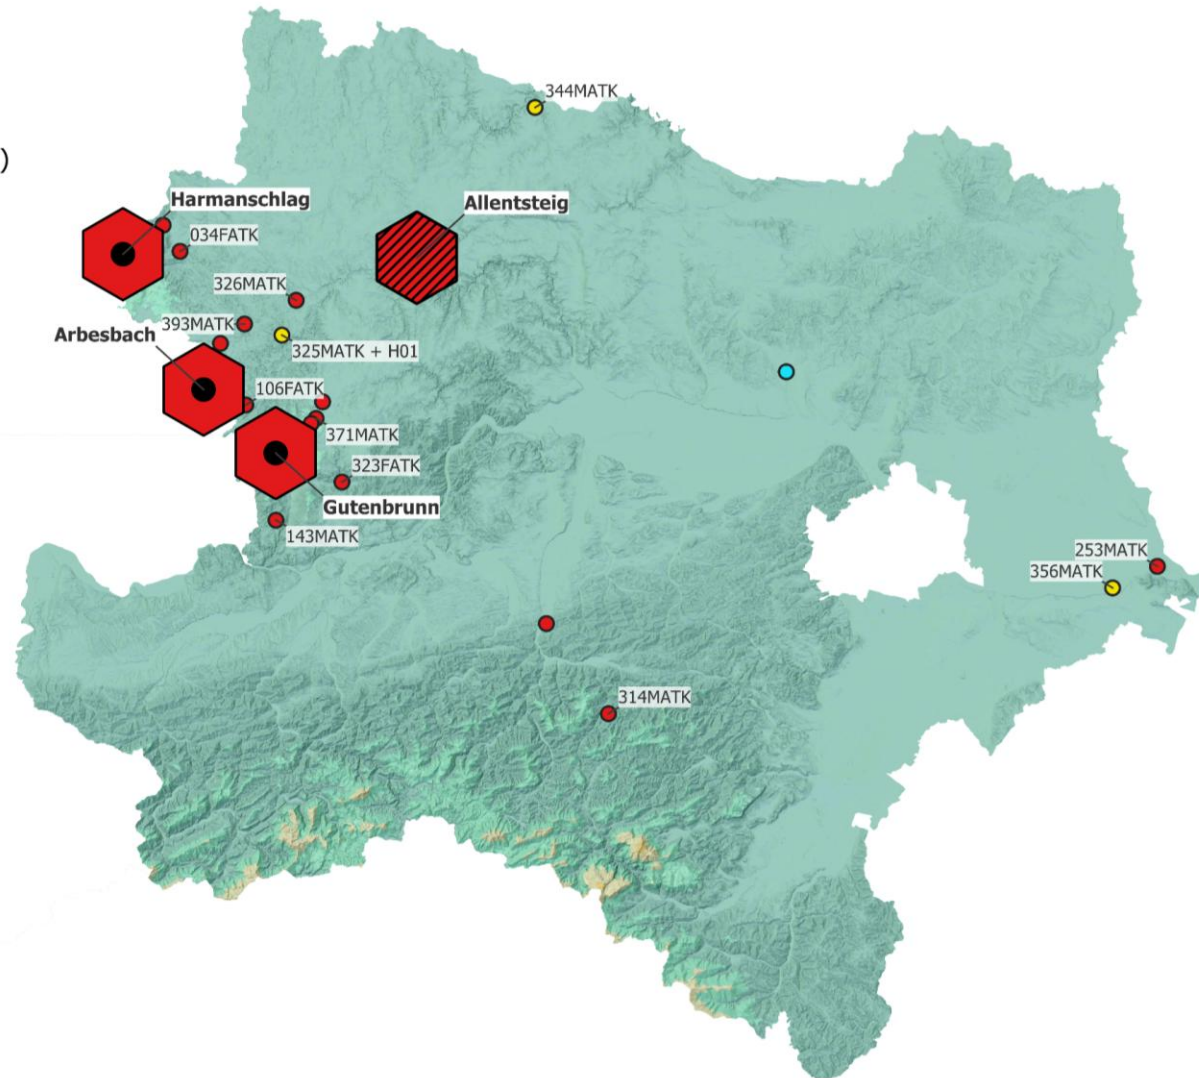 344MATK
)
Harmanschlag
Allentsteig
034FATK
326MATK
393MATK
Arbesbach
325MATK + H01
106FATK
371MATK
323FATK
Gutenbrunn
143MATK
253MATK
356MATK
314MATK